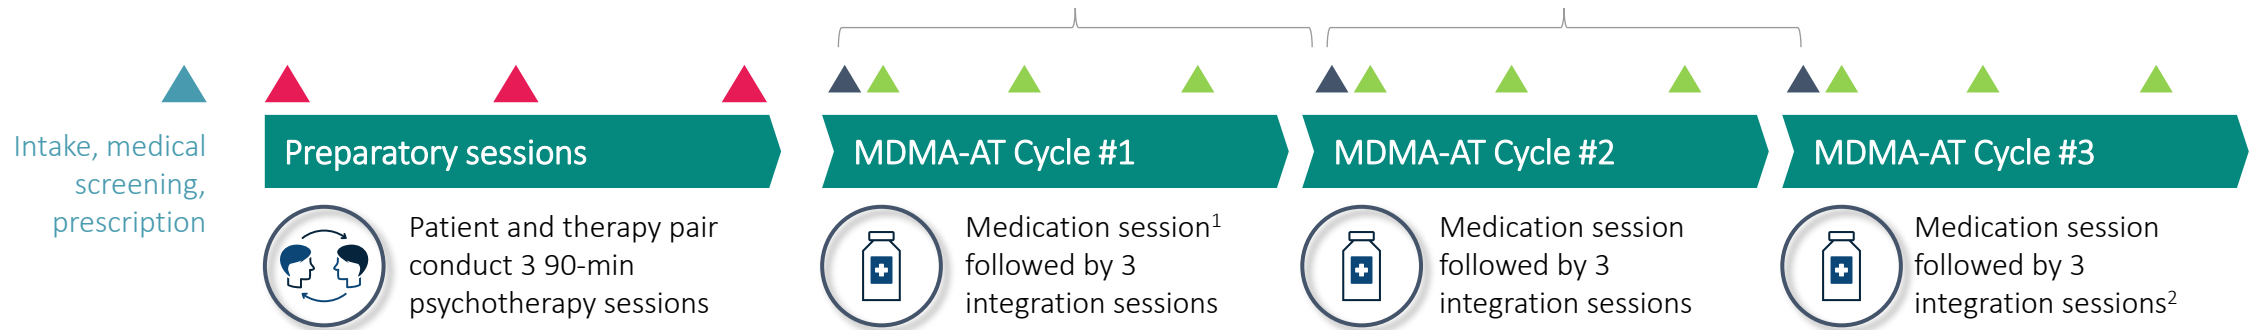 Intake, medical
screening,
prescription
Preparatory sessions
Patient and therapy pair
conduct 3 90-min
psychotherapy sessions
MDMA-AT Cycle #1
Medication session¹
followed by 3
integration sessions
MDMA-AT Cycle #2
Medication session
followed by 3
integration sessions
MDMA-AT Cycle #3
Medication session
followed by 3
integration sessions²